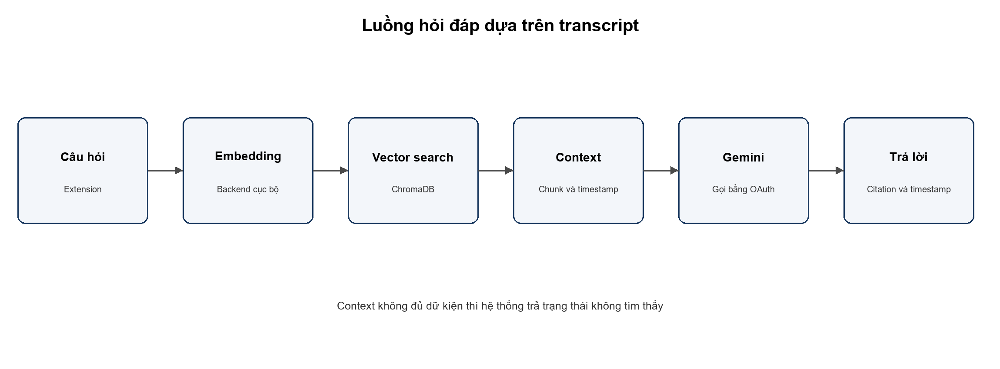 Luồng hỏi đáp dựa trên transcript
Câu hỏi
Extension
Embedding
Backend cục bộ
Vector search
ChromaDB
Context
Chunk và timestamp
Gemini
Gọi bằng OAuth
Trả lời
Citation và timestamp
Context không đủ dữ kiện thì hệ thống trả trạng thái không tìm thấy